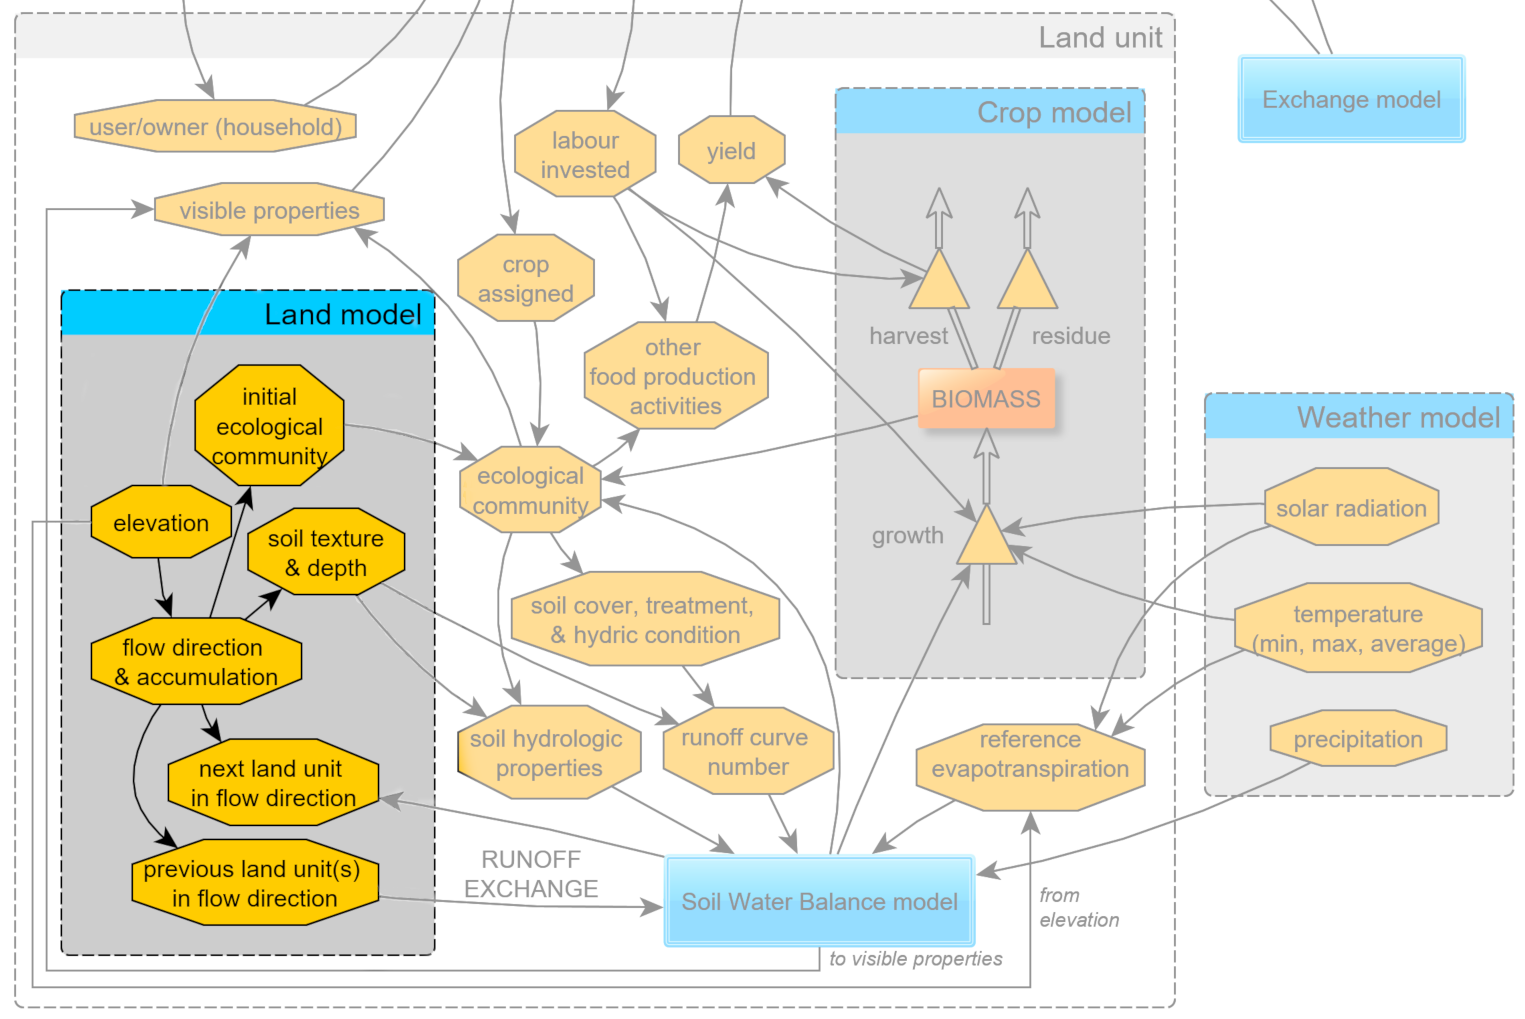 Land unit
Exchange model
user/owner (household)
labour
invested
yield
Crop model
visible properties
crop
assigned
Land model
harvest
residue
other
food production
activities
BIOMASS
initial
ecological
community
Weather model
ecological
community
elevation
soil texture
& depth
growth
solar radiation
soil cover, treatment,
& hydric condition
temperature
(min, max, average)
flow direction
& accumulation
soil hydrologic
properties
runoff curve
number
reference
evapotranspiration
precipitation
next land unit
in flow direction
previous land unit(s)
in flow direction
RUNOFF
EXCHANGE
Soil Water Balance model
from
elevation
to visible properties